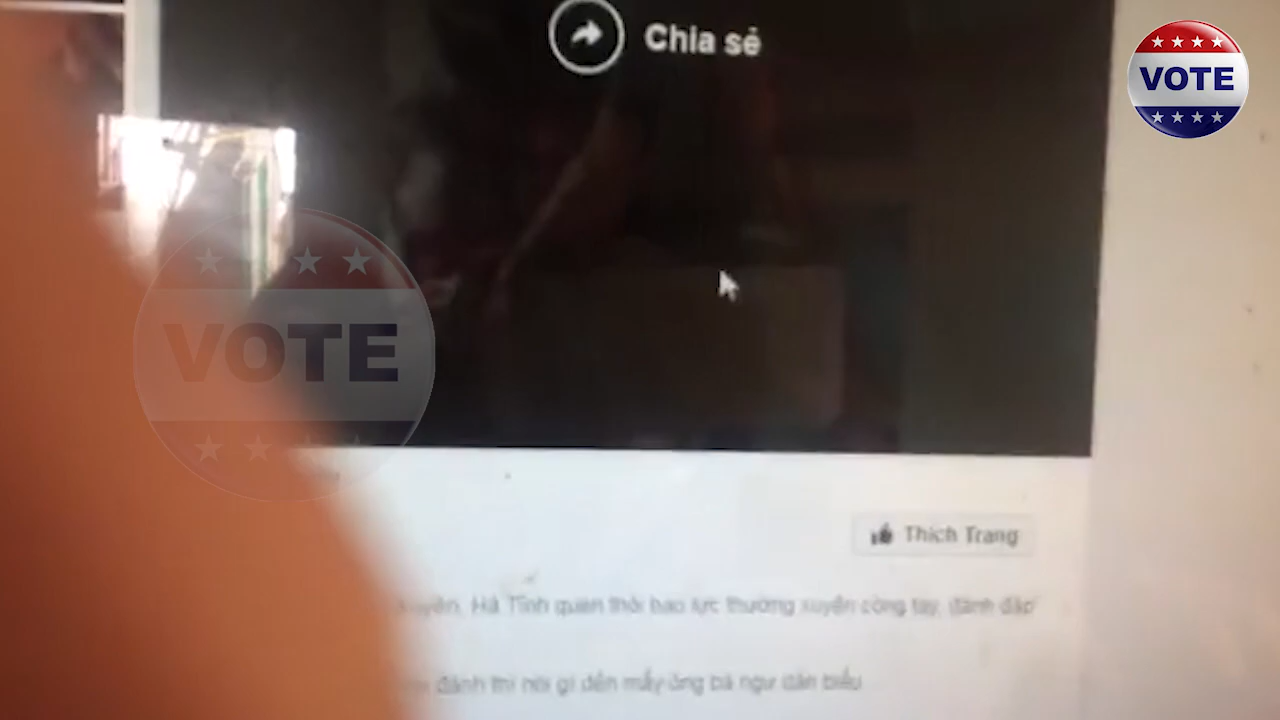 Chia sẻ
VOTE
VOTE
Thích Trang
Hà Tĩnh quen thói bạo lực thường xuyên còng tay, đánh đập
đánh thì nói gì đến mấy ông bà ngư dân biểu